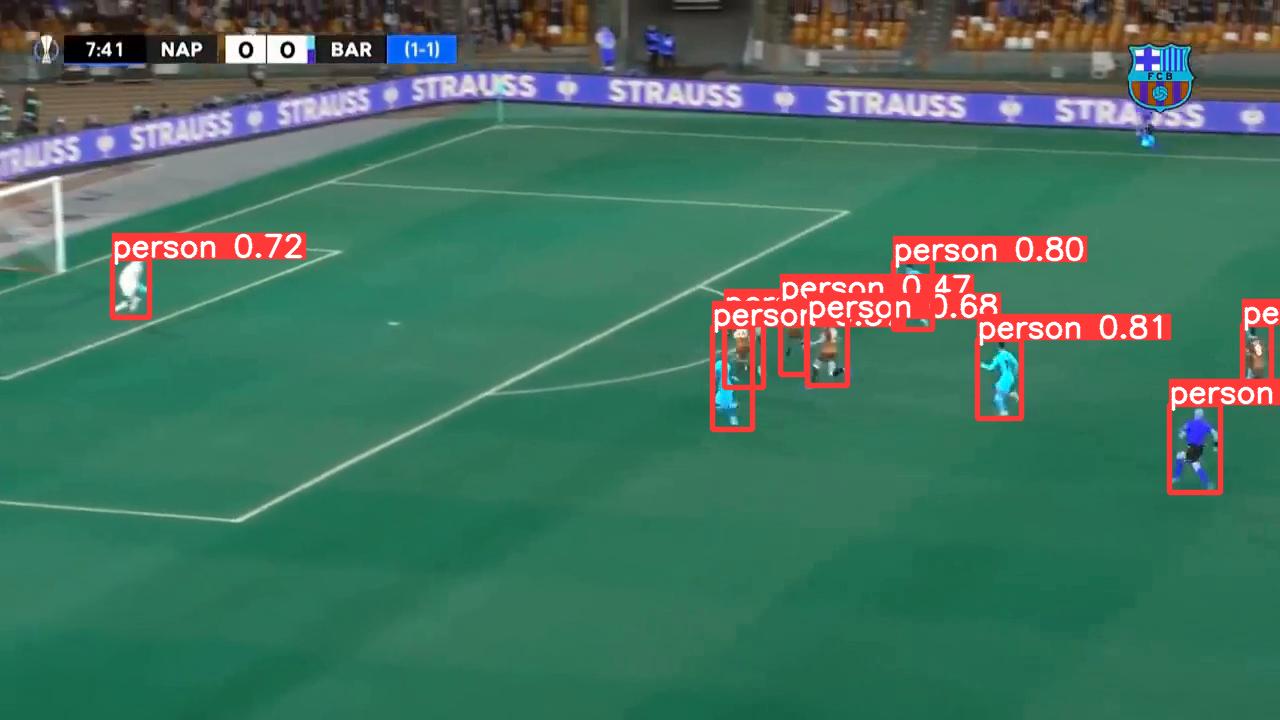 7:41 NAP 0 0 BAR (1-1)
STRAUSS STRAUSS STRAUSS STRAUSS STRAUSS STRAUSS STRAUSS
FCB
person 0.72
person 0.80
person 0.47
person 0.68
person 0.81
person